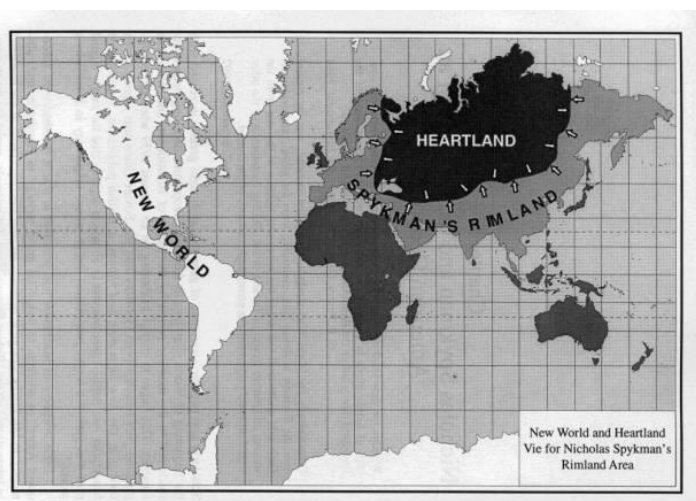 HEARTLAND
SPYKMAN'S RIMLAND
NEW WORLD
New World and Heartland
Vie for Nicholas Spykman's
Rimland Area